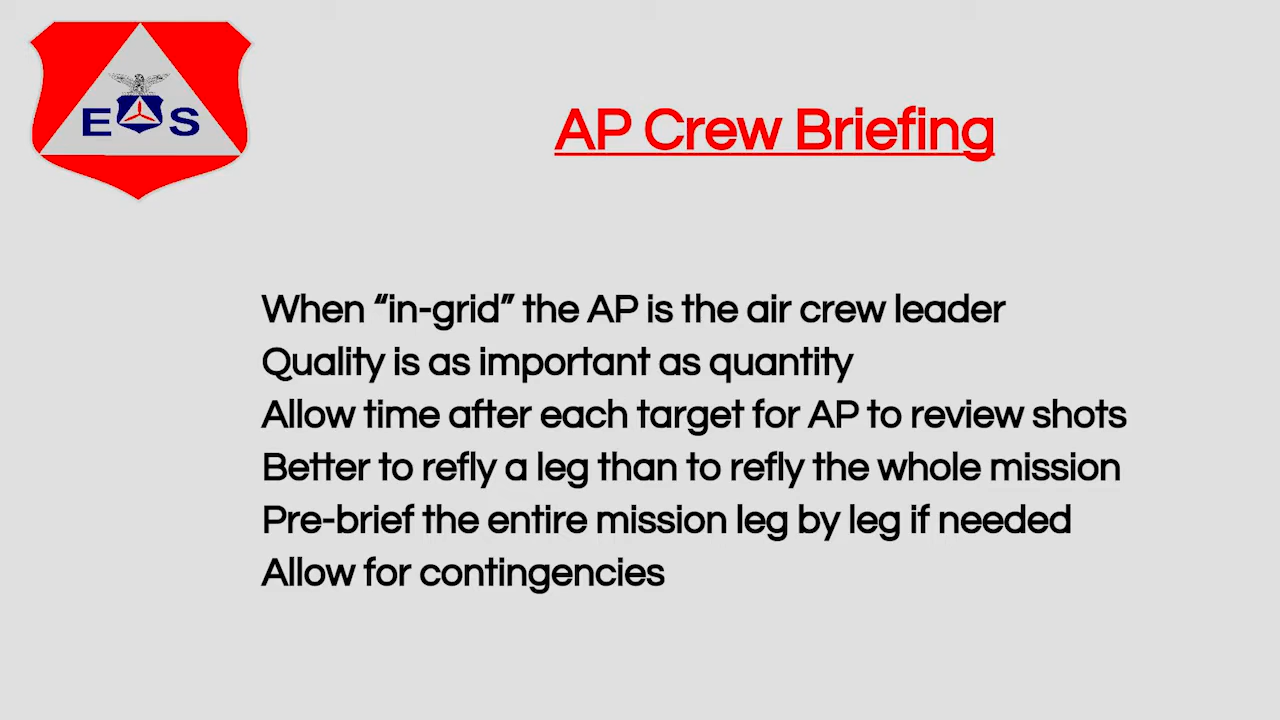 E S
AP Crew Briefing
When “in-grid” the AP is the air crew leader
Quality is as important as quantity
Allow time after each target for AP to review shots
Better to refly a leg than to refly the whole mission
Pre-brief the entire mission leg by leg if needed
Allow for contingencies